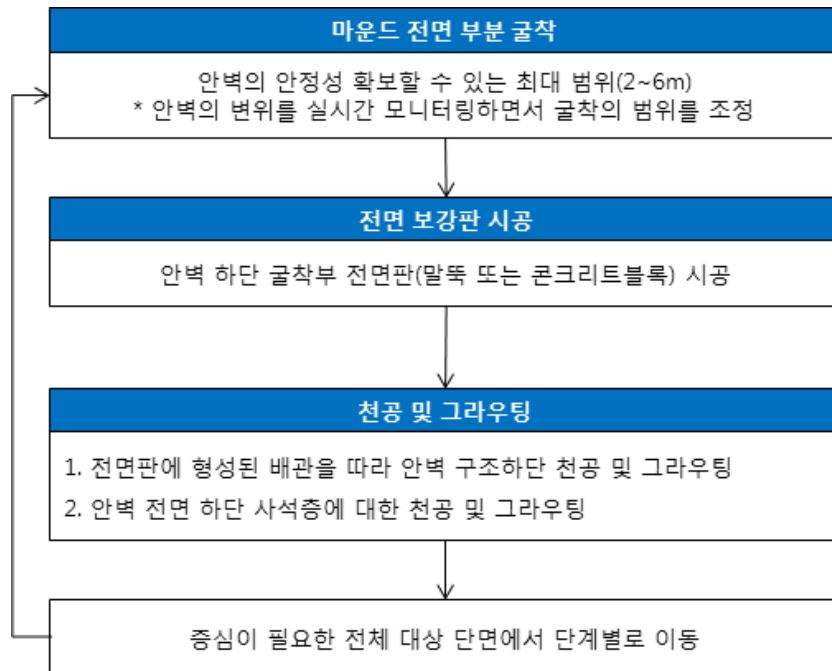 마운드 전면 부분 굴착
안벽의 안정성 확보할 수 있는 최대 범위(2~6m)
* 안벽의 변위를 실시간 모니터링하면서 굴착의 범위를 조정
전면 보강판 시공
안벽 하단 굴착부 전면판(말뚝 또는 콘크리트블록) 시공
천공 및 그라우팅
1. 전면판에 형성된 배관을 따라 안벽 구조하단 천공 및 그라우팅
2. 안벽 전면 하단 사석층에 대한 천공 및 그라우팅
증심이 필요한 전체 대상 단면에서 단계별로 이동